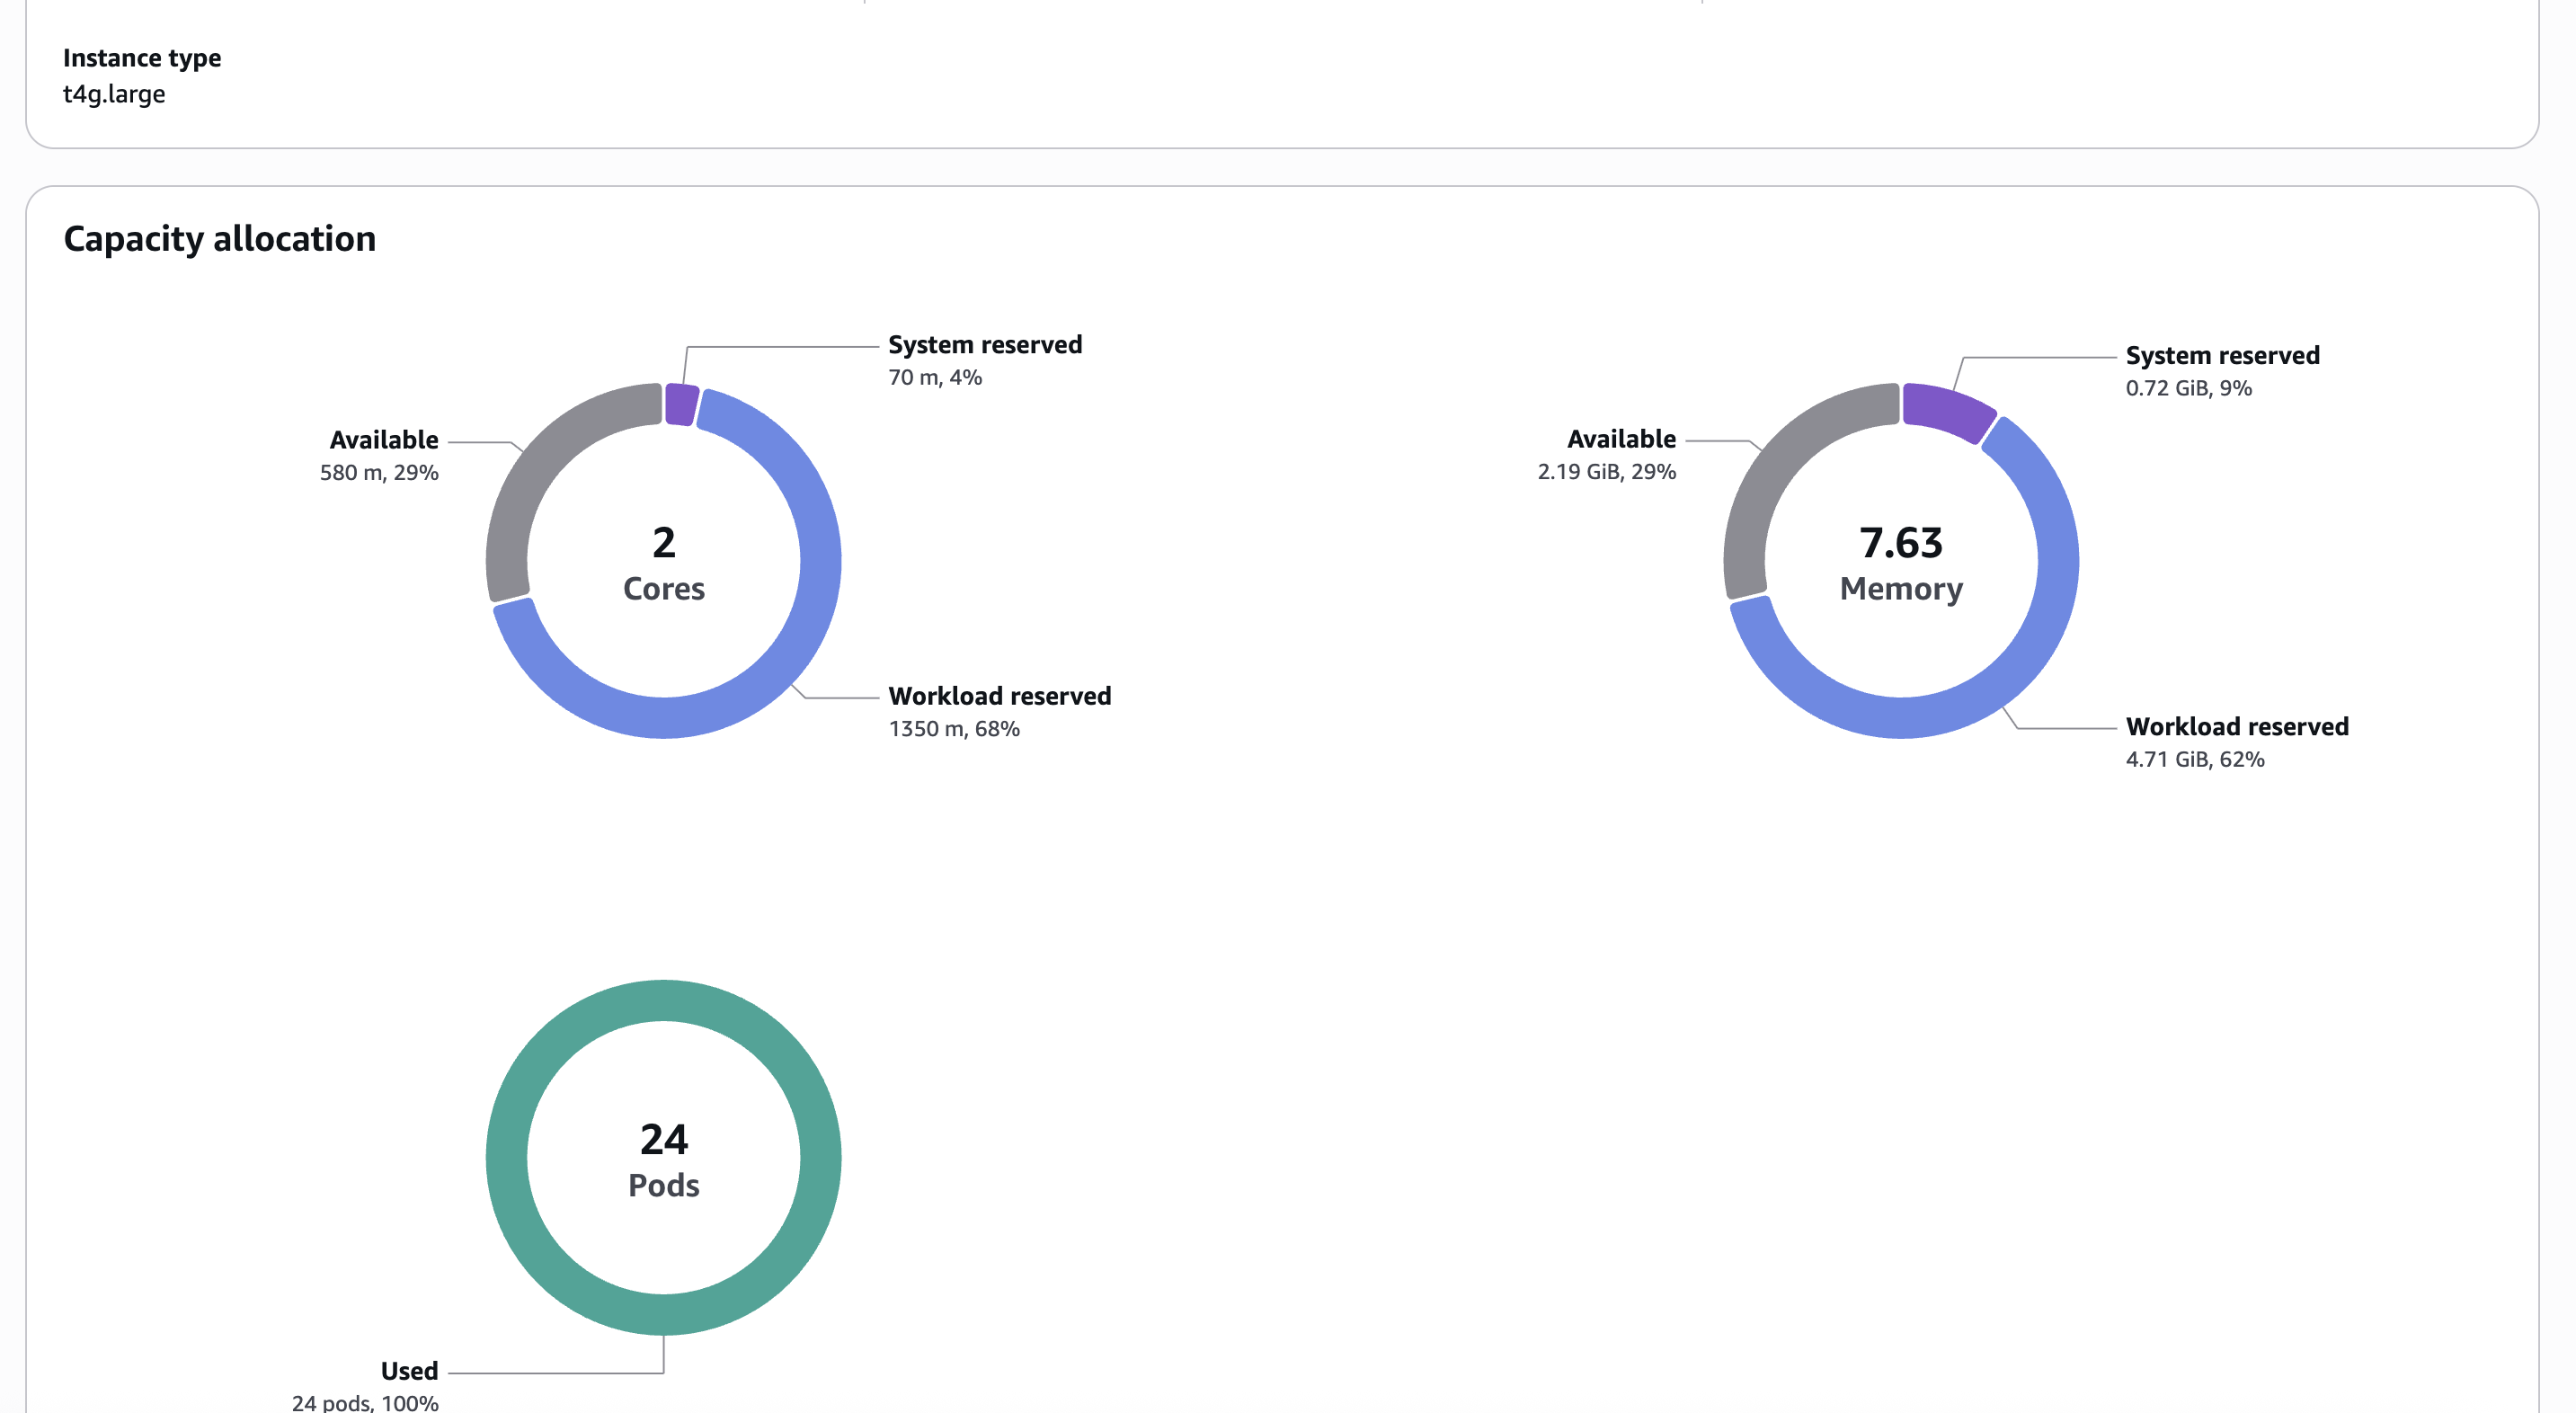 Instance type
t4g.large
Capacity allocation
System reserved
70 m, 4%
Available
580 m, 29%
2
Cores
Workload reserved
1350 m, 68%
System reserved
0.72 GiB, 9%
Available
2.19 GiB, 29%
7.63
Memory
Workload reserved
4.71 GiB, 62%
24
Pods
Used
24 pods, 100%